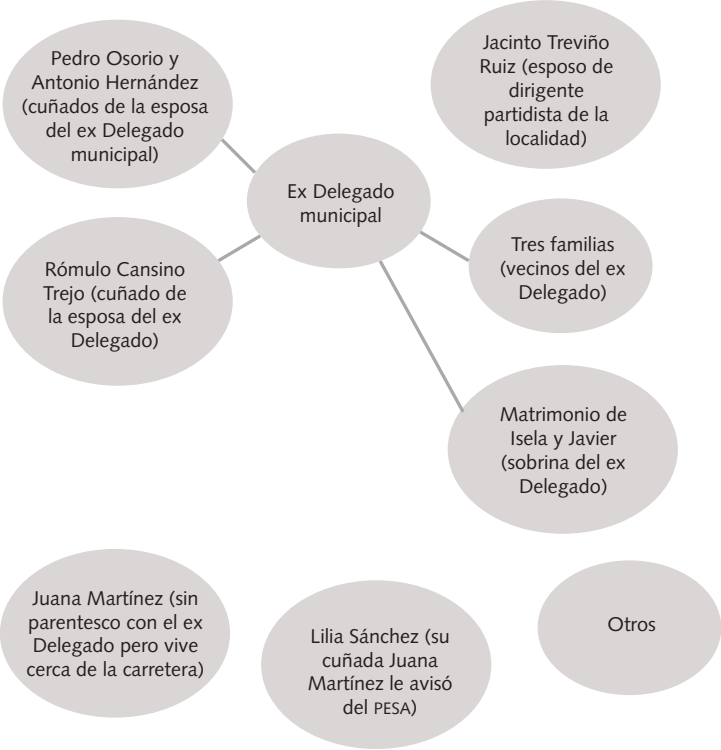 Pedro Osorio y
Antonio Hernández
(cuñados de la esposa
del ex Delegado
municipal)
Jacinto Treviño
Ruiz (esposo de
dirigente
partidista de la
localidad)
Ex Delegado
municipal
Rómulo Cansino
Trejo (cuñado de
la esposa del ex
Delegado)
Tres familias
(vecinos del ex
Delegado)
Matrimonio de
Isela y Javier
(sobrina del ex
Delegado)
Juana Martínez (sin
parentesco con el ex
Delegado pero vive
cerca de la carretera)
Lilia Sánchez (su
cuñada Juana
Martínez le avisó
del PESA)
Otros